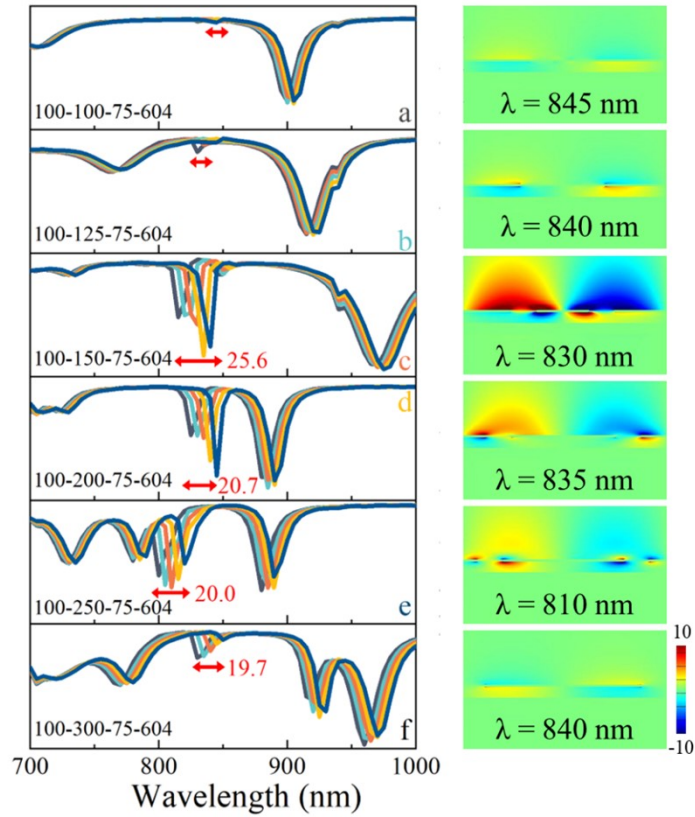 100-100-75-604
a
λ = 845 nm
100-125-75-604
b
λ = 840 nm
100-150-75-604
25.6
c
λ = 830 nm
d
100-200-75-604
20.7
λ = 835 nm
100-250-75-604
20.0
e
λ = 810 nm
100-300-75-604
19.7
f
λ = 840 nm
10
-10
700
800
900
1000
Wavelength (nm)